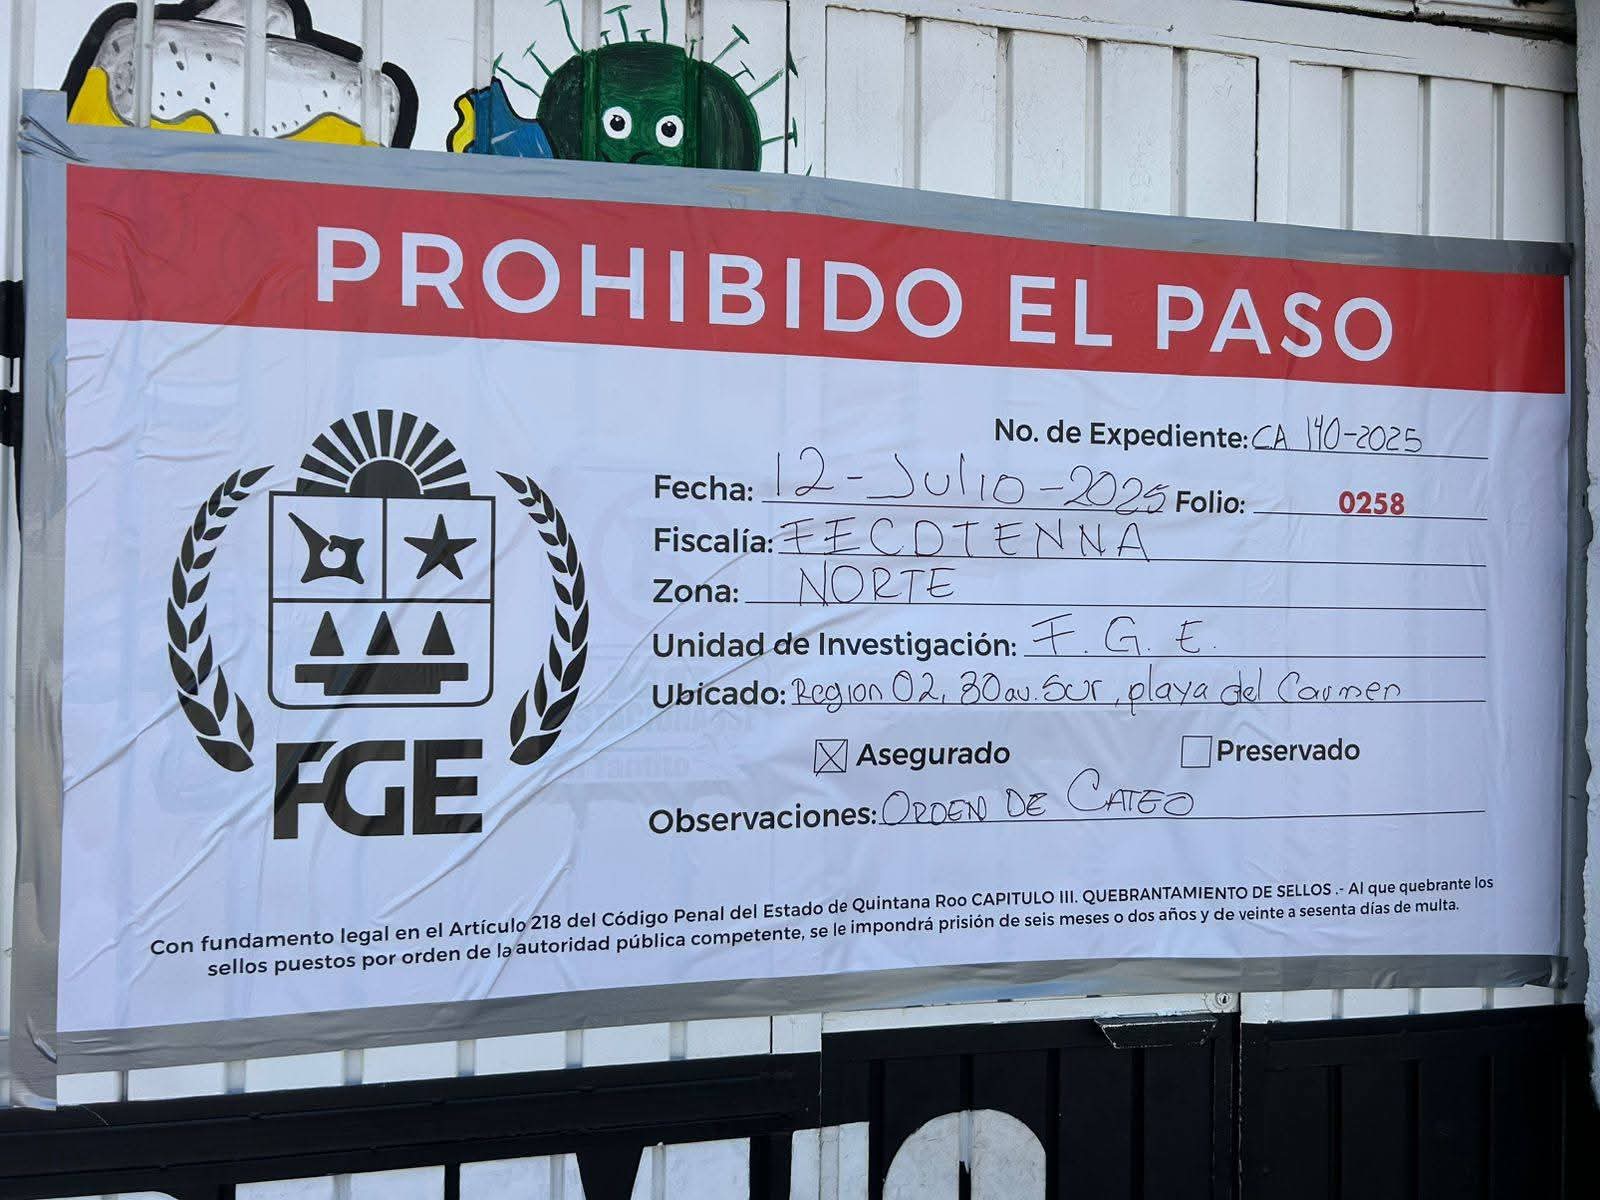 PROHIBIDO EL PASO
No. de Expediente: CA 140-2025
Fecha: 12-Julio-2025 Folio: 0258
Fiscalía: FECDTENNA
Zona: NORTE
Unidad de Investigación: F.G.E.
Ubicado: Region 02, 30 av. Sur, playa del Carmen
Asegurado Preservado
Observaciones: ORDEN DE CATEO
FGE
Con fundamento legal en el Artículo 218 del Código Penal del Estado de Quintana Roo CAPITULO III. QUEBRANTAMIENTO DE SELLOS .- Al que quebrante los
sellos puestos por orden de la autoridad pública competente, se le impondrá prisión de seis meses o dos años y de veinte a sesenta días de multa.